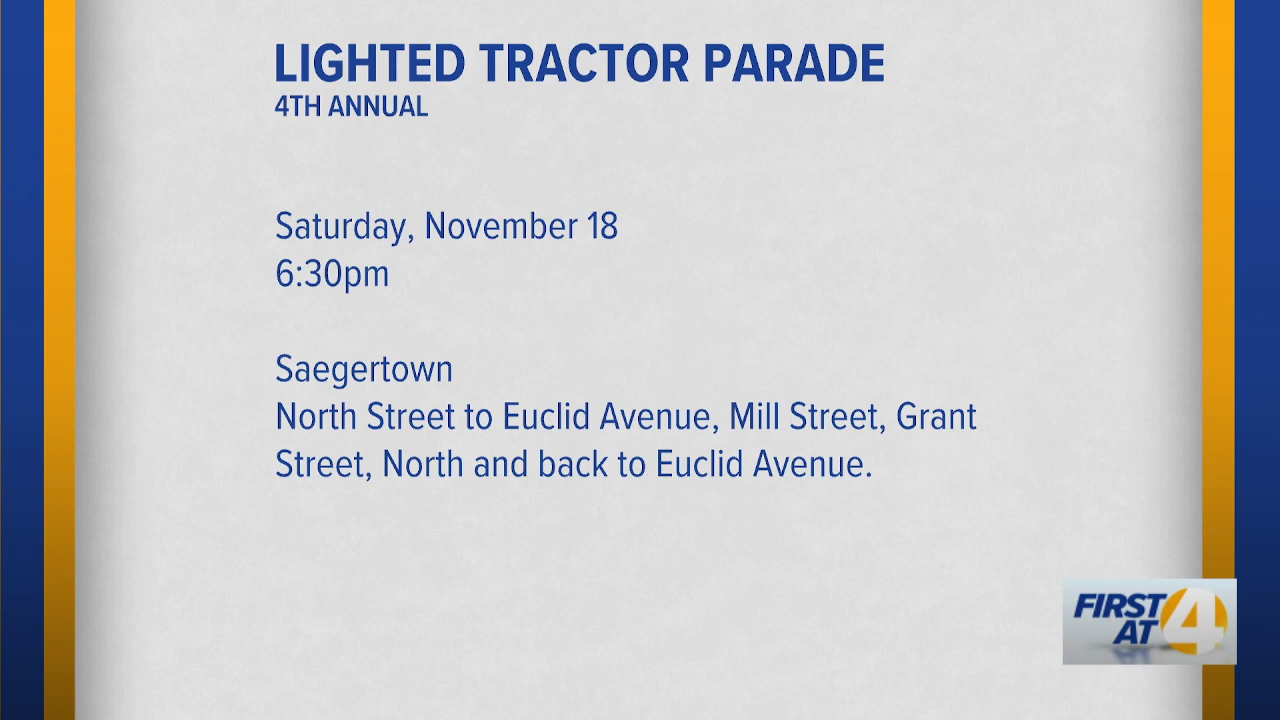 LIGHTED TRACTOR PARADE
4TH ANNUAL
Saturday, November 18
6:30pm
Saegertown
North Street to Euclid Avenue, Mill Street, Grant
Street, North and back to Euclid Avenue.
FIRST
AT 4